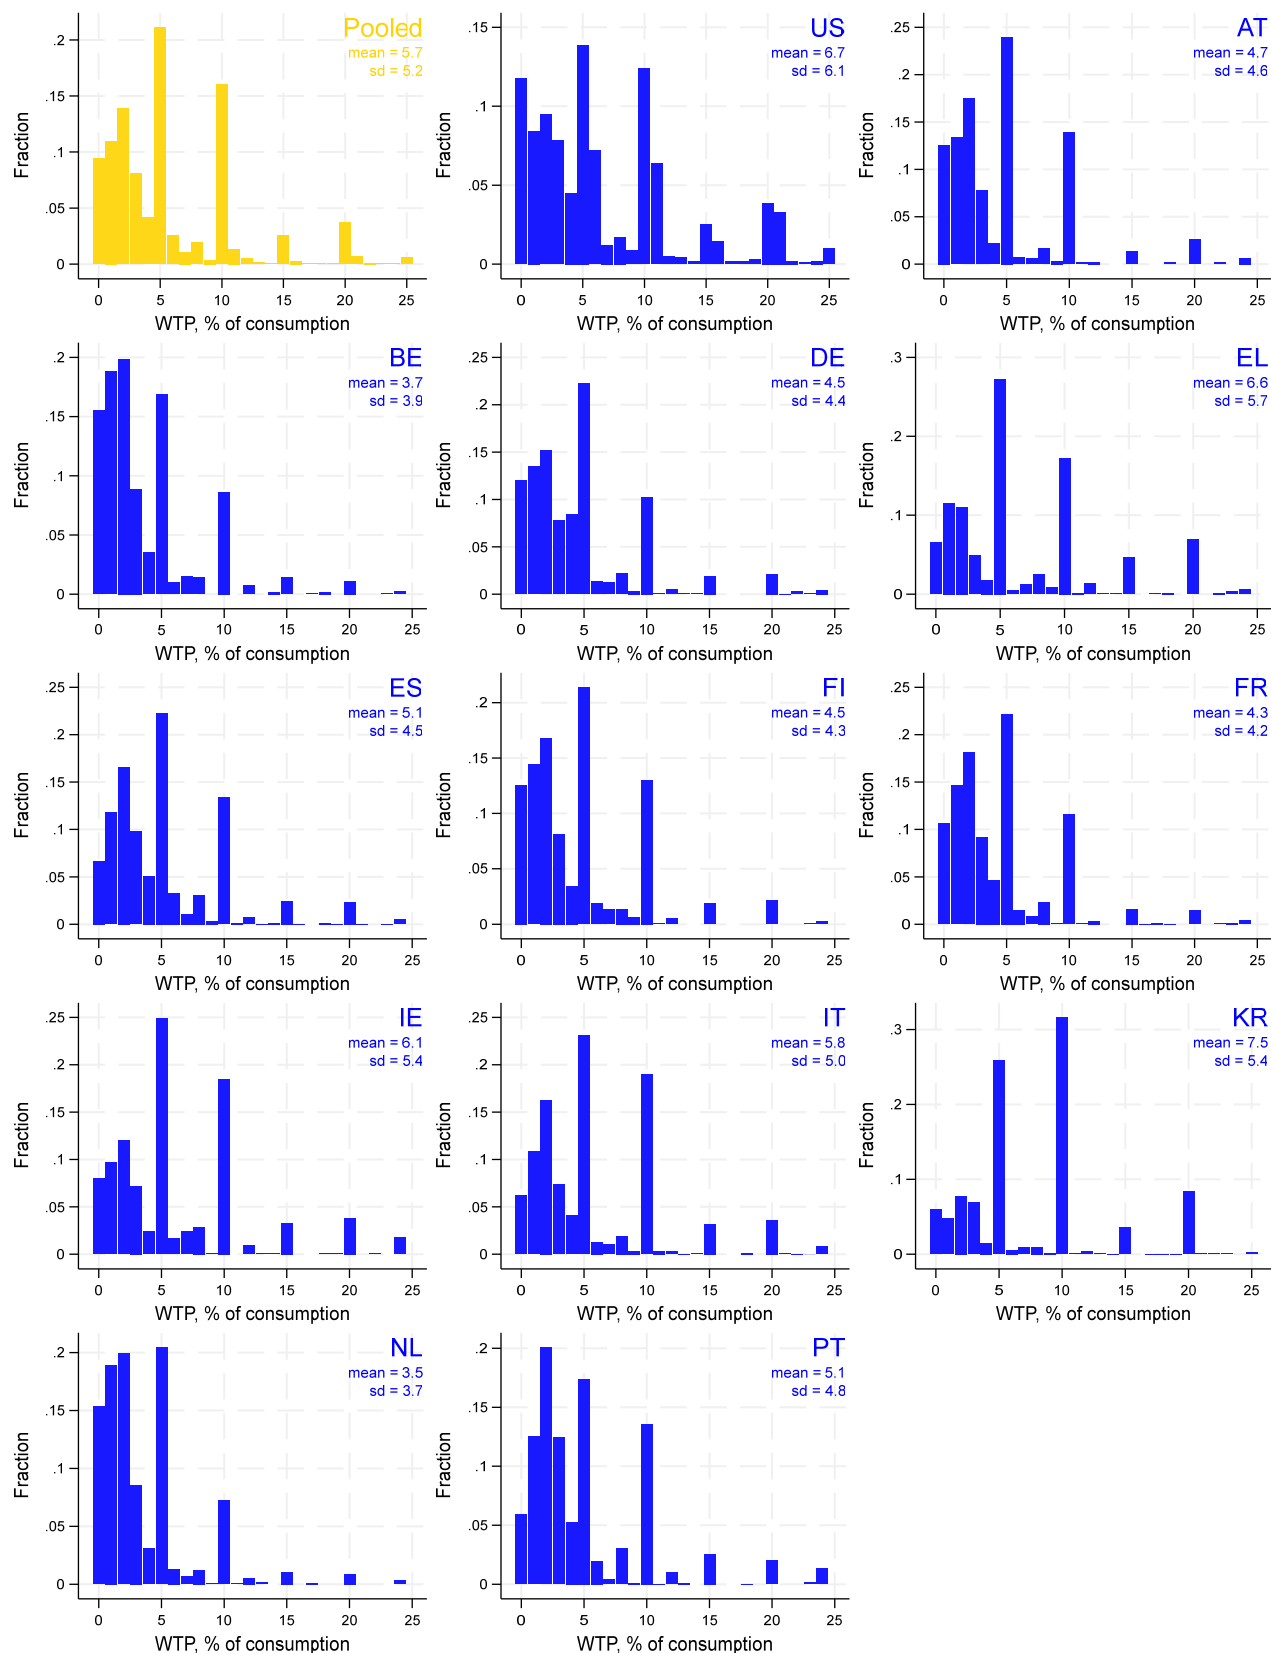 Pooled
mean = 5.7
sd = 5.2
Fraction
.2
.15
.1
.05
0
0 5 10 15 20 25
WTP, % of consumption
US
mean = 6.7
sd = 6.1
Fraction
.15
.1
.05
0
0 5 10 15 20 25
WTP, % of consumption
AT
mean = 4.7
sd = 4.6
Fraction
.25
.2
.15
.1
.05
0
0 5 10 15 20 25
WTP, % of consumption
BE
mean = 3.7
sd = 3.9
Fraction
.2
.15
.1
.05
0
0 5 10 15 20 25
WTP, % of consumption
DE
mean = 4.5
sd = 4.4
Fraction
.25
.2
.15
.1
.05
0
0 5 10 15 20 25
WTP, % of consumption
EL
mean = 6.6
sd = 5.7
Fraction
.3
.2
.1
0
0 5 10 15 20 25
WTP, % of consumption
ES
mean = 5.1
sd = 4.5
Fraction
.25
.2
.15
.1
.05
0
0 5 10 15 20 25
WTP, % of consumption
FI
mean = 4.5
sd = 4.3
Fraction
.2
.15
.1
.05
0
0 5 10 15 20 25
WTP, % of consumption
FR
mean = 4.3
sd = 4.2
Fraction
.25
.2
.15
.1
.05
0
0 5 10 15 20 25
WTP, % of consumption
IE
mean = 6.1
sd = 5.4
Fraction
.25
.2
.15
.1
.05
0
0 5 10 15 20 25
WTP, % of consumption
IT
mean = 5.8
sd = 5.0
Fraction
.25
.2
.15
.1
.05
0
0 5 10 15 20 25
WTP, % of consumption
KR
mean = 7.5
sd = 5.4
Fraction
.3
.2
.1
0
0 5 10 15 20 25
WTP, % of consumption
NL
mean = 3.5
sd = 3.7
Fraction
.2
.15
.1
.05
0
0 5 10 15 20 25
WTP, % of consumption
PT
mean = 5.1
sd = 4.8
Fraction
.2
.15
.1
.05
0
0 5 10 15 20 25
WTP, % of consumption